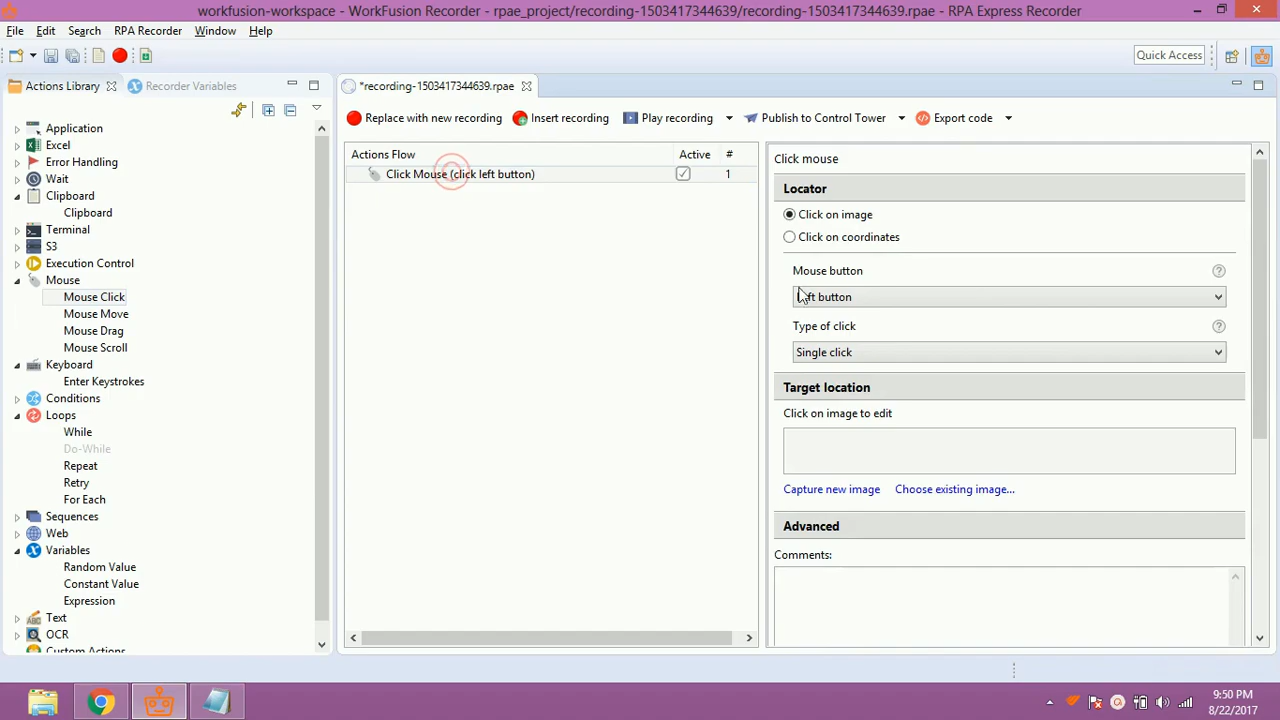 workfusion-workspace - WorkFusion Recorder - rpae_project/recording-1503417344639/recording-1503417344639.rpae - RPA Express Recorder
File Edit Search RPA Recorder Window Help
Quick Access
Actions Library Recorder Variables
Application
Excel
Error Handling
Wait
Clipboard
Clipboard
Terminal
S3
Execution Control
Mouse
Mouse Click
Mouse Move
Mouse Drag
Mouse Scroll
Keyboard
Enter Keystrokes
Conditions
Loops
While
Do-While
Repeat
Retry
For Each
Sequences
Web
Variables
Random Value
Constant Value
Expression
Text
OCR
Custom Actions
*recording-1503417344639.rpae
Replace with new recording Insert recording Play recording Publish to Control Tower Export code
Actions Flow Active #
Click Mouse (click left button) 1
Click mouse
Locator
Click on image
Click on coordinates
Mouse button ?
Left button
Type of click ?
Single click
Target location
Click on image to edit
Capture new image Choose existing image...
Advanced
Comments:
9:50 PM
8/22/2017